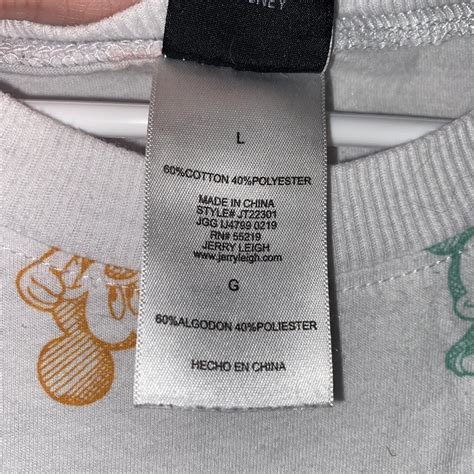 L
60%COTTON 40%POLYESTER
MADE IN CHINA
STYLE# JT22301
JGG IJ4799 0219
RN# 55219
JERRY LEIGH
www.jerryleigh.com
G
60%ALGODON 40%POLIESTER
HECHO EN CHINA